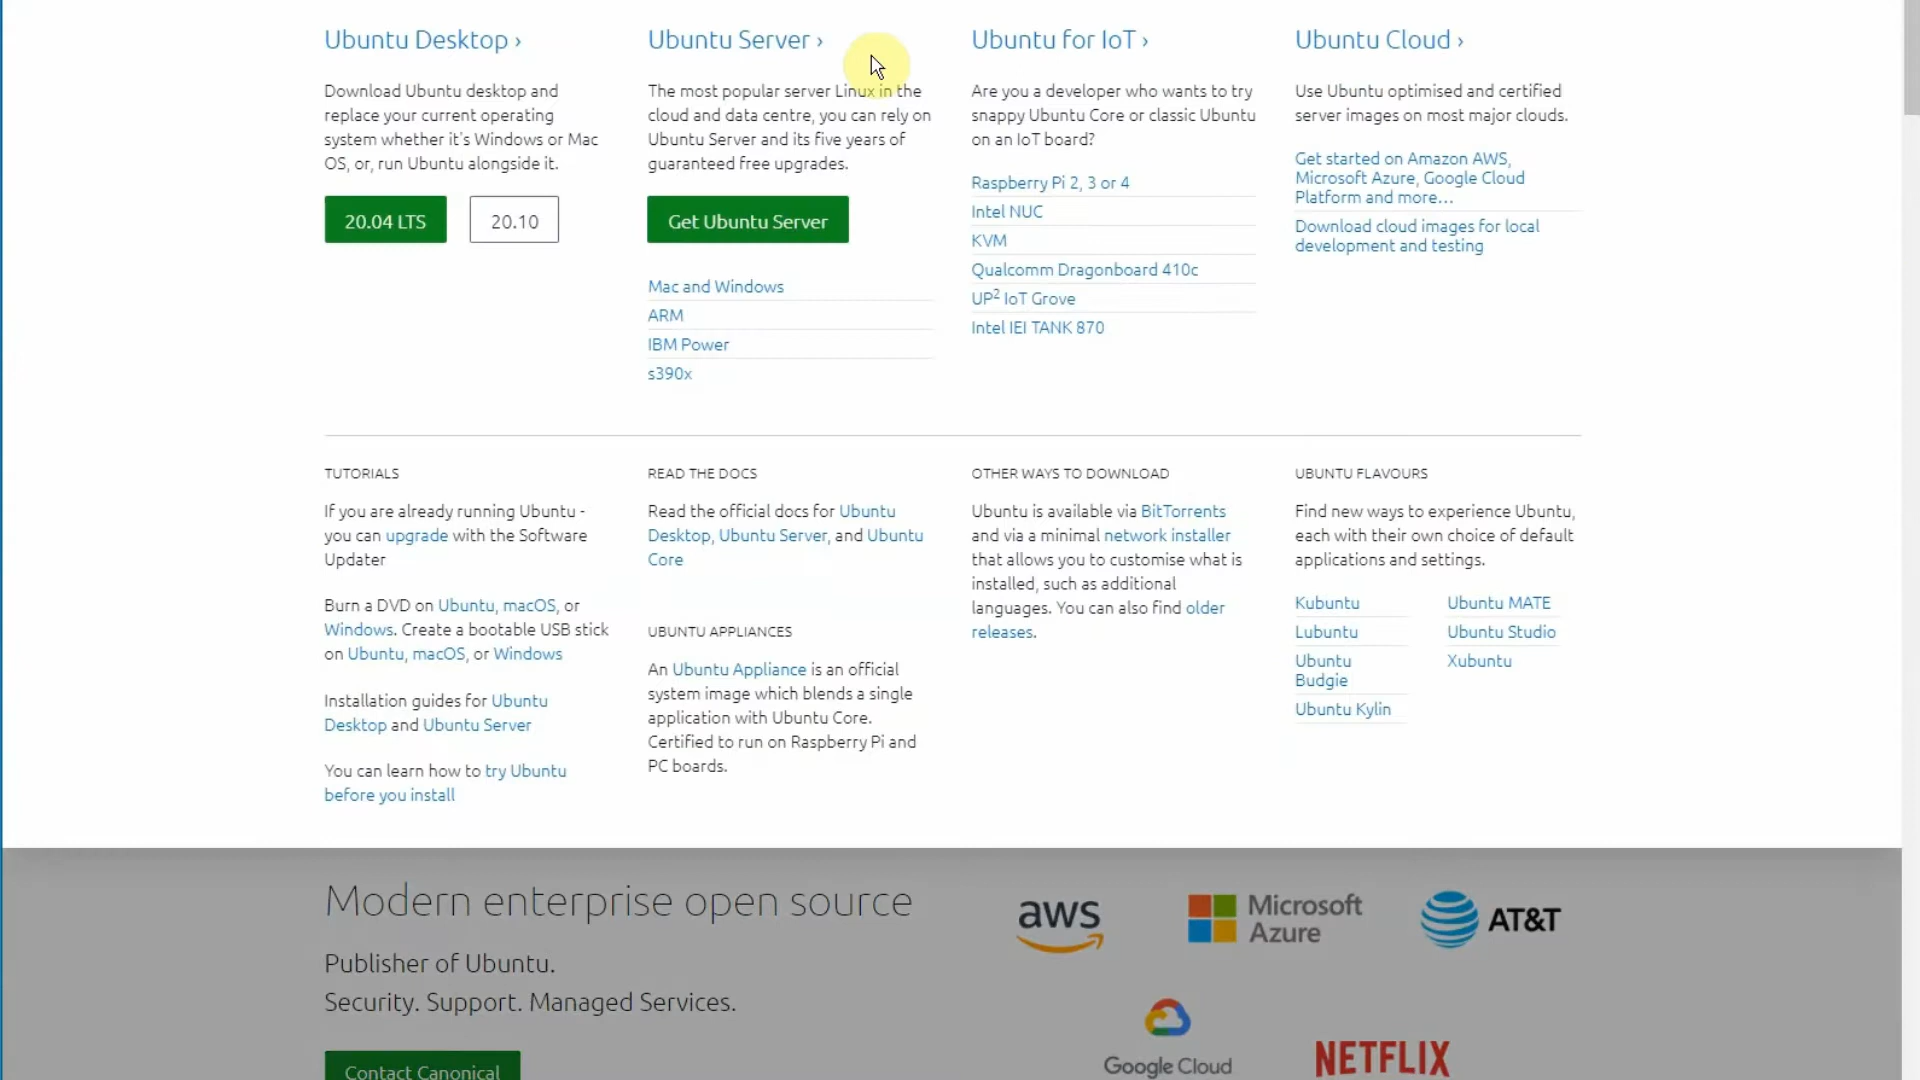 Ubuntu Desktop ›
Download Ubuntu desktop and
replace your current operating
system whether it's Windows or Mac
OS, or, run Ubuntu alongside it.
20.04 LTS
20.10
Ubuntu Server ›
The most popular server Linux in the
cloud and data centre, you can rely on
Ubuntu Server and its five years of
guaranteed free upgrades.
Get Ubuntu Server
Mac and Windows
ARM
IBM Power
s390x
Ubuntu for IoT ›
Are you a developer who wants to try
snappy Ubuntu Core or classic Ubuntu
on an IoT board?
Raspberry Pi 2, 3 or 4
Intel NUC
KVM
Qualcomm Dragonboard 410c
UP² IoT Grove
Intel IEI TANK 870
Ubuntu Cloud ›
Use Ubuntu optimised and certified
server images on most major clouds.
Get started on Amazon AWS,
Microsoft Azure, Google Cloud
Platform and more…
Download cloud images for local
development and testing
TUTORIALS
If you are already running Ubuntu -
you can upgrade with the Software
Updater
Burn a DVD on Ubuntu, macOS, or
Windows. Create a bootable USB stick
on Ubuntu, macOS, or Windows
Installation guides for Ubuntu
Desktop and Ubuntu Server
You can learn how to try Ubuntu
before you install
READ THE DOCS
Read the official docs for Ubuntu
Desktop, Ubuntu Server, and Ubuntu
Core
UBUNTU APPLIANCES
An Ubuntu Appliance is an official
system image which blends a single
application with Ubuntu Core.
Certified to run on Raspberry Pi and
PC boards.
OTHER WAYS TO DOWNLOAD
Ubuntu is available via BitTorrents
and via a minimal network installer
that allows you to customise what is
installed, such as additional
languages. You can also find older
releases.
UBUNTU FLAVOURS
Find new ways to experience Ubuntu,
each with their own choice of default
applications and settings.
Kubuntu
Lubuntu
Ubuntu
Budgie
Ubuntu Kylin
Ubuntu MATE
Ubuntu Studio
Xubuntu
Modern enterprise open source
Publisher of Ubuntu.
Security. Support. Managed Services.
Contact Canonical
aws
Microsoft
Azure
AT&T
Google Cloud
NETFLIX